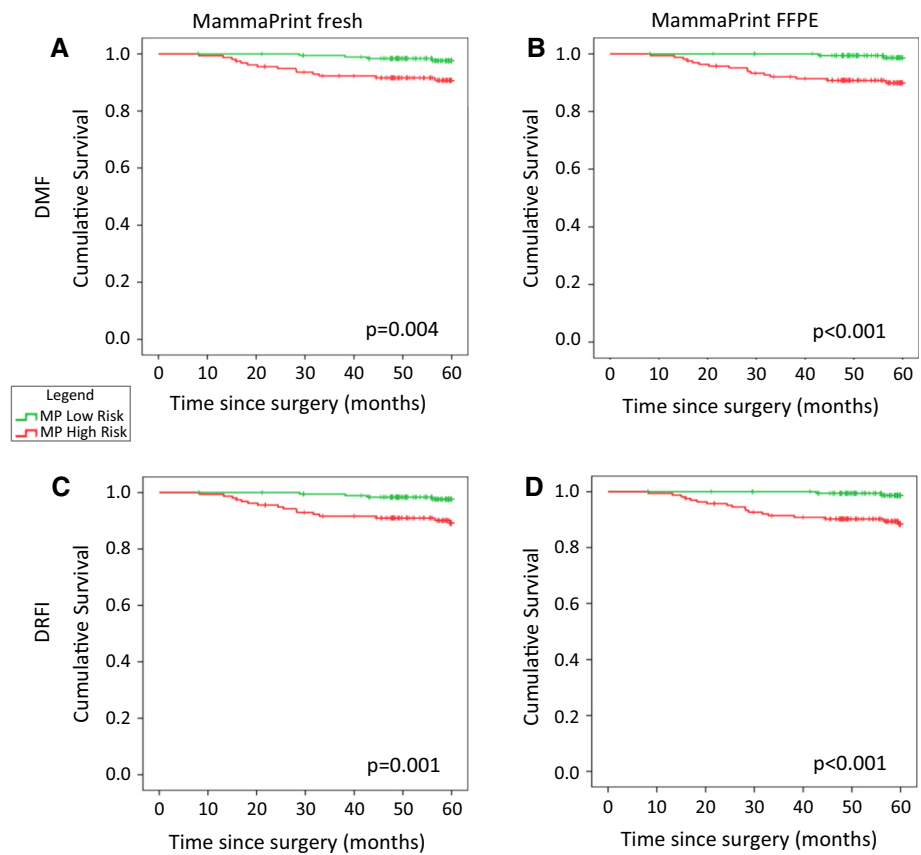 MammaPrint fresh
MammaPrint FFPE
A
B
DMF
Cumulative Survival
1.0
0.8
0.6
0.4
0.2
0.0
p=0.004
0 10 20 30 40 50 60
Time since surgery (months)
Cumulative Survival
1.0
0.8
0.6
0.4
0.2
0.0
p<0.001
0 10 20 30 40 50 60
Time since surgery (months)
Legend
MP Low Risk
MP High Risk
C
D
DRFI
Cumulative Survival
1.0
0.8
0.6
0.4
0.2
0.0
p=0.001
0 10 20 30 40 50 60
Time since surgery (months)
Cumulative Survival
1.0
0.8
0.6
0.4
0.2
0.0
p<0.001
0 10 20 30 40 50 60
Time since surgery (months)